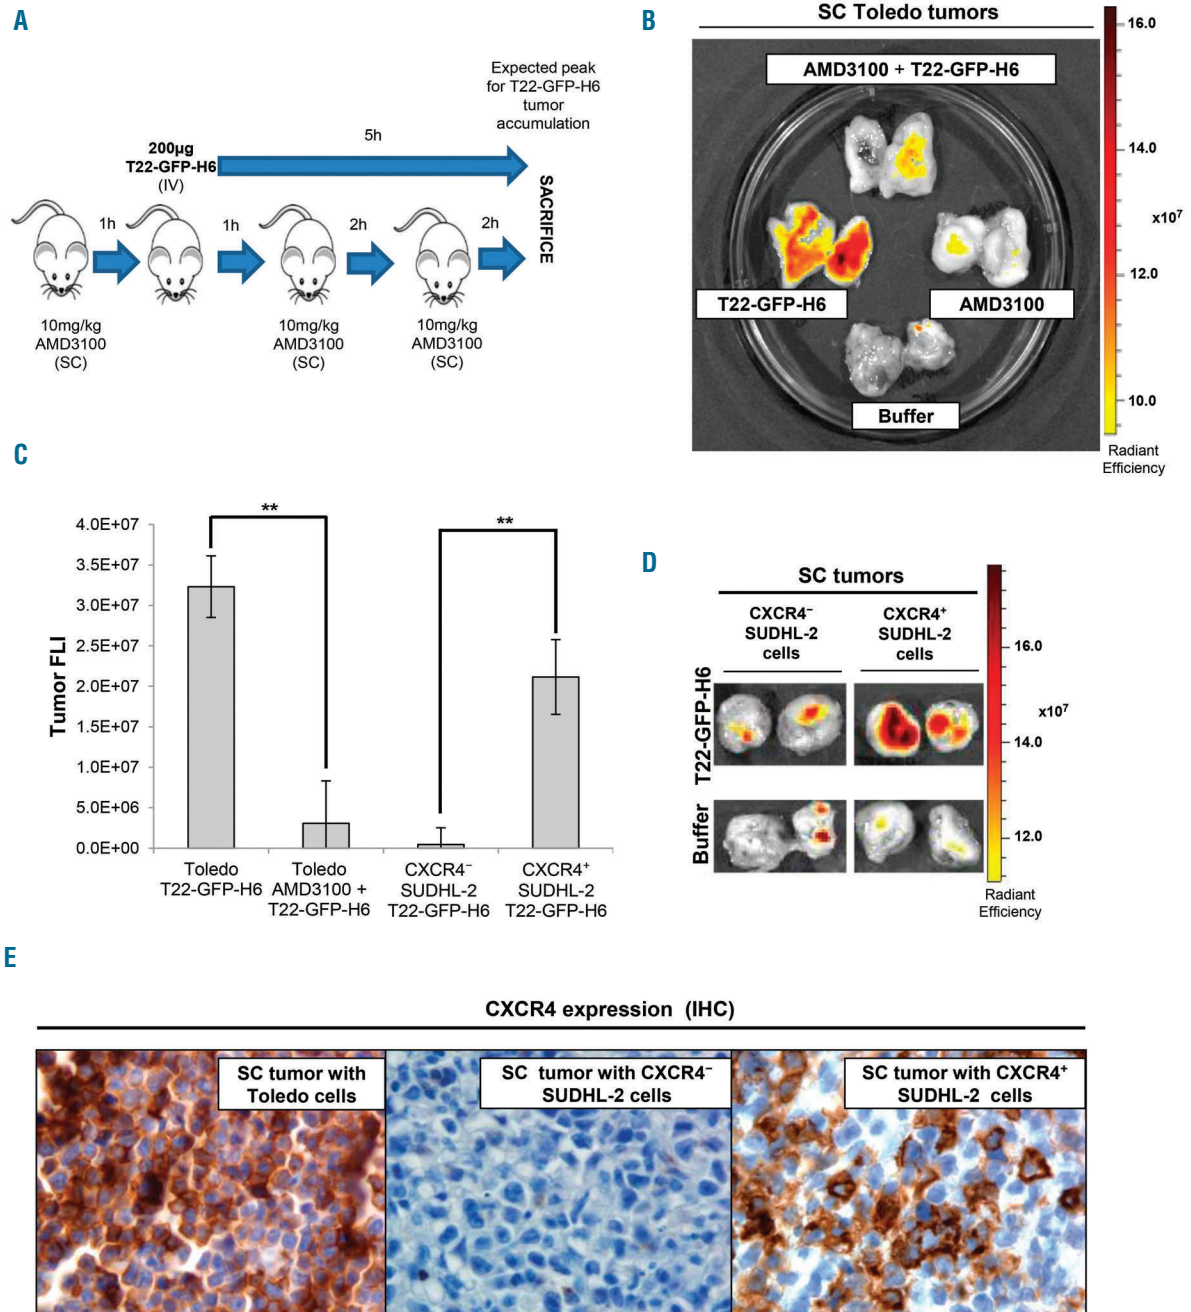 A
Expected peak
for T22-GFP-H6
tumor
accumulation
5h
200µg
T22-GFP-H6
(IV)
1h
1h
2h
2h
SACRIFICE
10mg/kg
AMD3100
(SC)
10mg/kg
AMD3100
(SC)
10mg/kg
AMD3100
(SC)
B
SC Toledo tumors
AMD3100 + T22-GFP-H6
T22-GFP-H6
AMD3100
Buffer
16.0
14.0
x10⁷
12.0
10.0
Radiant
Efficiency
C
Tumor FLI
4.0E+07
3.5E+07
3.0E+07
2.5E+07
2.0E+07
1.5E+07
1.0E+07
5.0E+06
0.0E+00
**
**
Toledo
T22-GFP-H6
Toledo
AMD3100 +
T22-GFP-H6
CXCR4⁻
SUDHL-2
T22-GFP-H6
CXCR4⁺
SUDHL-2
T22-GFP-H6
D
SC tumors
CXCR4⁻
SUDHL-2
cells
CXCR4⁺
SUDHL-2
cells
T22-GFP-H6
Buffer
16.0
x10⁷
14.0
12.0
Radiant
Efficiency
E
CXCR4 expression (IHC)
SC tumor with
Toledo cells
SC tumor with CXCR4⁻
SUDHL-2 cells
SC tumor with CXCR4⁺
SUDHL-2 cells